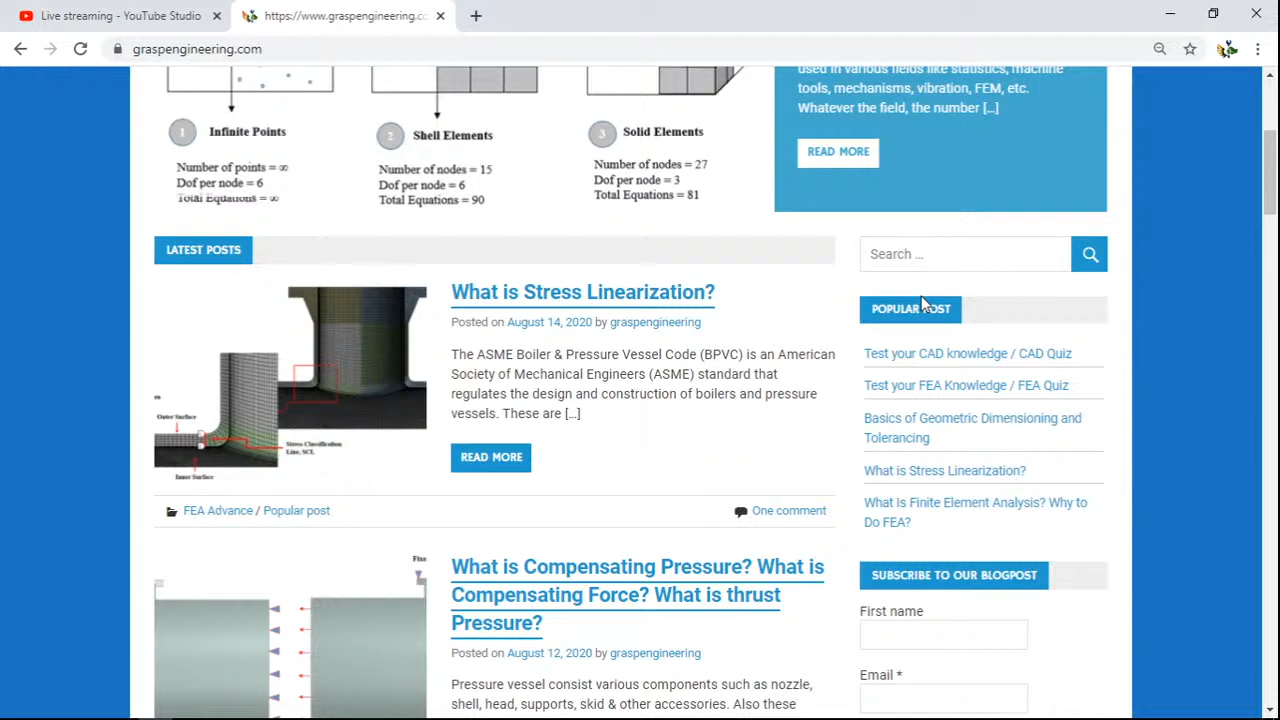 Live streaming - YouTube Studio
https://www.graspengineering.co
graspengineering.com
1 Infinite Points
Number of points = ∞
Dof per node = 6
Total Equations = ∞
2 Shell Elements
Number of nodes = 15
Dof per node = 6
Total Equations = 90
3 Solid Elements
Number of nodes = 27
Dof per node = 3
Total Equations = 81
used in various fields like statistics, machine
tools, mechanisms, vibration, FEM, etc.
Whatever the field, the number […]
READ MORE
LATEST POSTS
What is Stress Linearization?
Posted on August 14, 2020 by graspengineering
The ASME Boiler & Pressure Vessel Code (BPVC) is an American
Society of Mechanical Engineers (ASME) standard that
regulates the design and construction of boilers and pressure
vessels. These are […]
READ MORE
Outer Surface
Stress Classification
Line, SCL
Inner Surface
FEA Advance / Popular post
One comment
What is Compensating Pressure? What is
Compensating Force? What is thrust
Pressure?
Posted on August 12, 2020 by graspengineering
Pressure vessel consist various components such as nozzle,
shell, head, supports, skid & other accessories. Also these
Search …
POPULAR POST
Test your CAD knowledge / CAD Quiz
Test your FEA Knowledge / FEA Quiz
Basics of Geometric Dimensioning and
Tolerancing
What is Stress Linearization?
What Is Finite Element Analysis? Why to
Do FEA?
SUBSCRIBE TO OUR BLOGPOST
First name
Email *